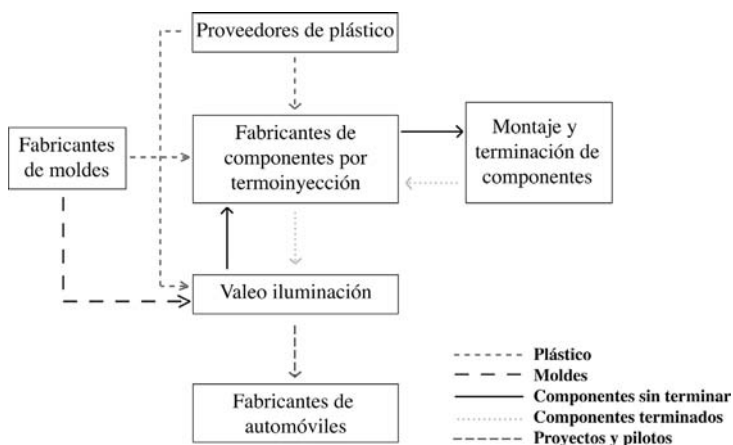 Proveedores de plástico
Fabricantes
de moldes
Fabricantes de
componentes por
termoinyección
Montaje y
terminación de
componentes
Valeo iluminación
Fabricantes de
automóviles
Plástico
Moldes
Componentes sin terminar
Componentes terminados
Proyectos y pilotos